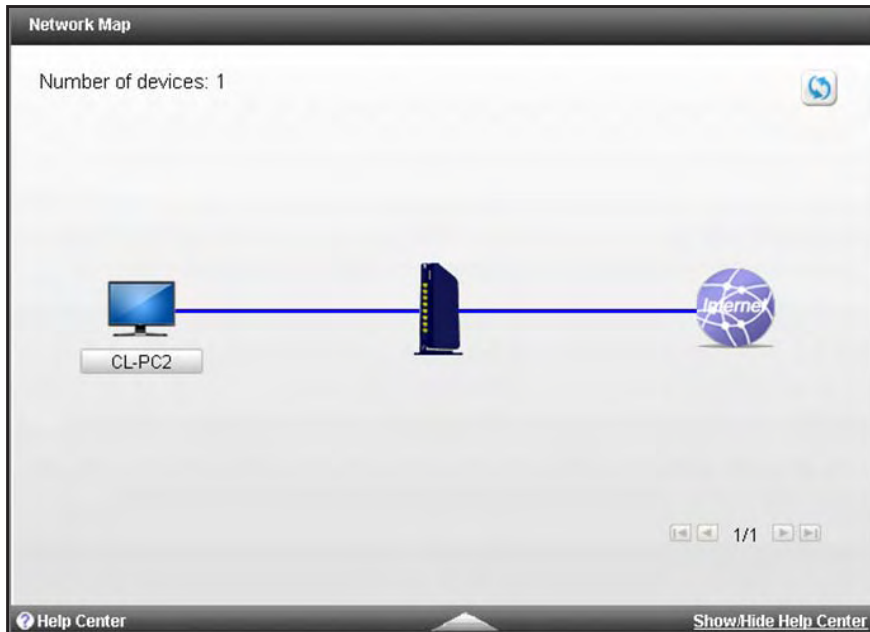 Network Map
Number of devices: 1
Internet
CL-PC2
1/1
Help Center
Show/Hide Help Center